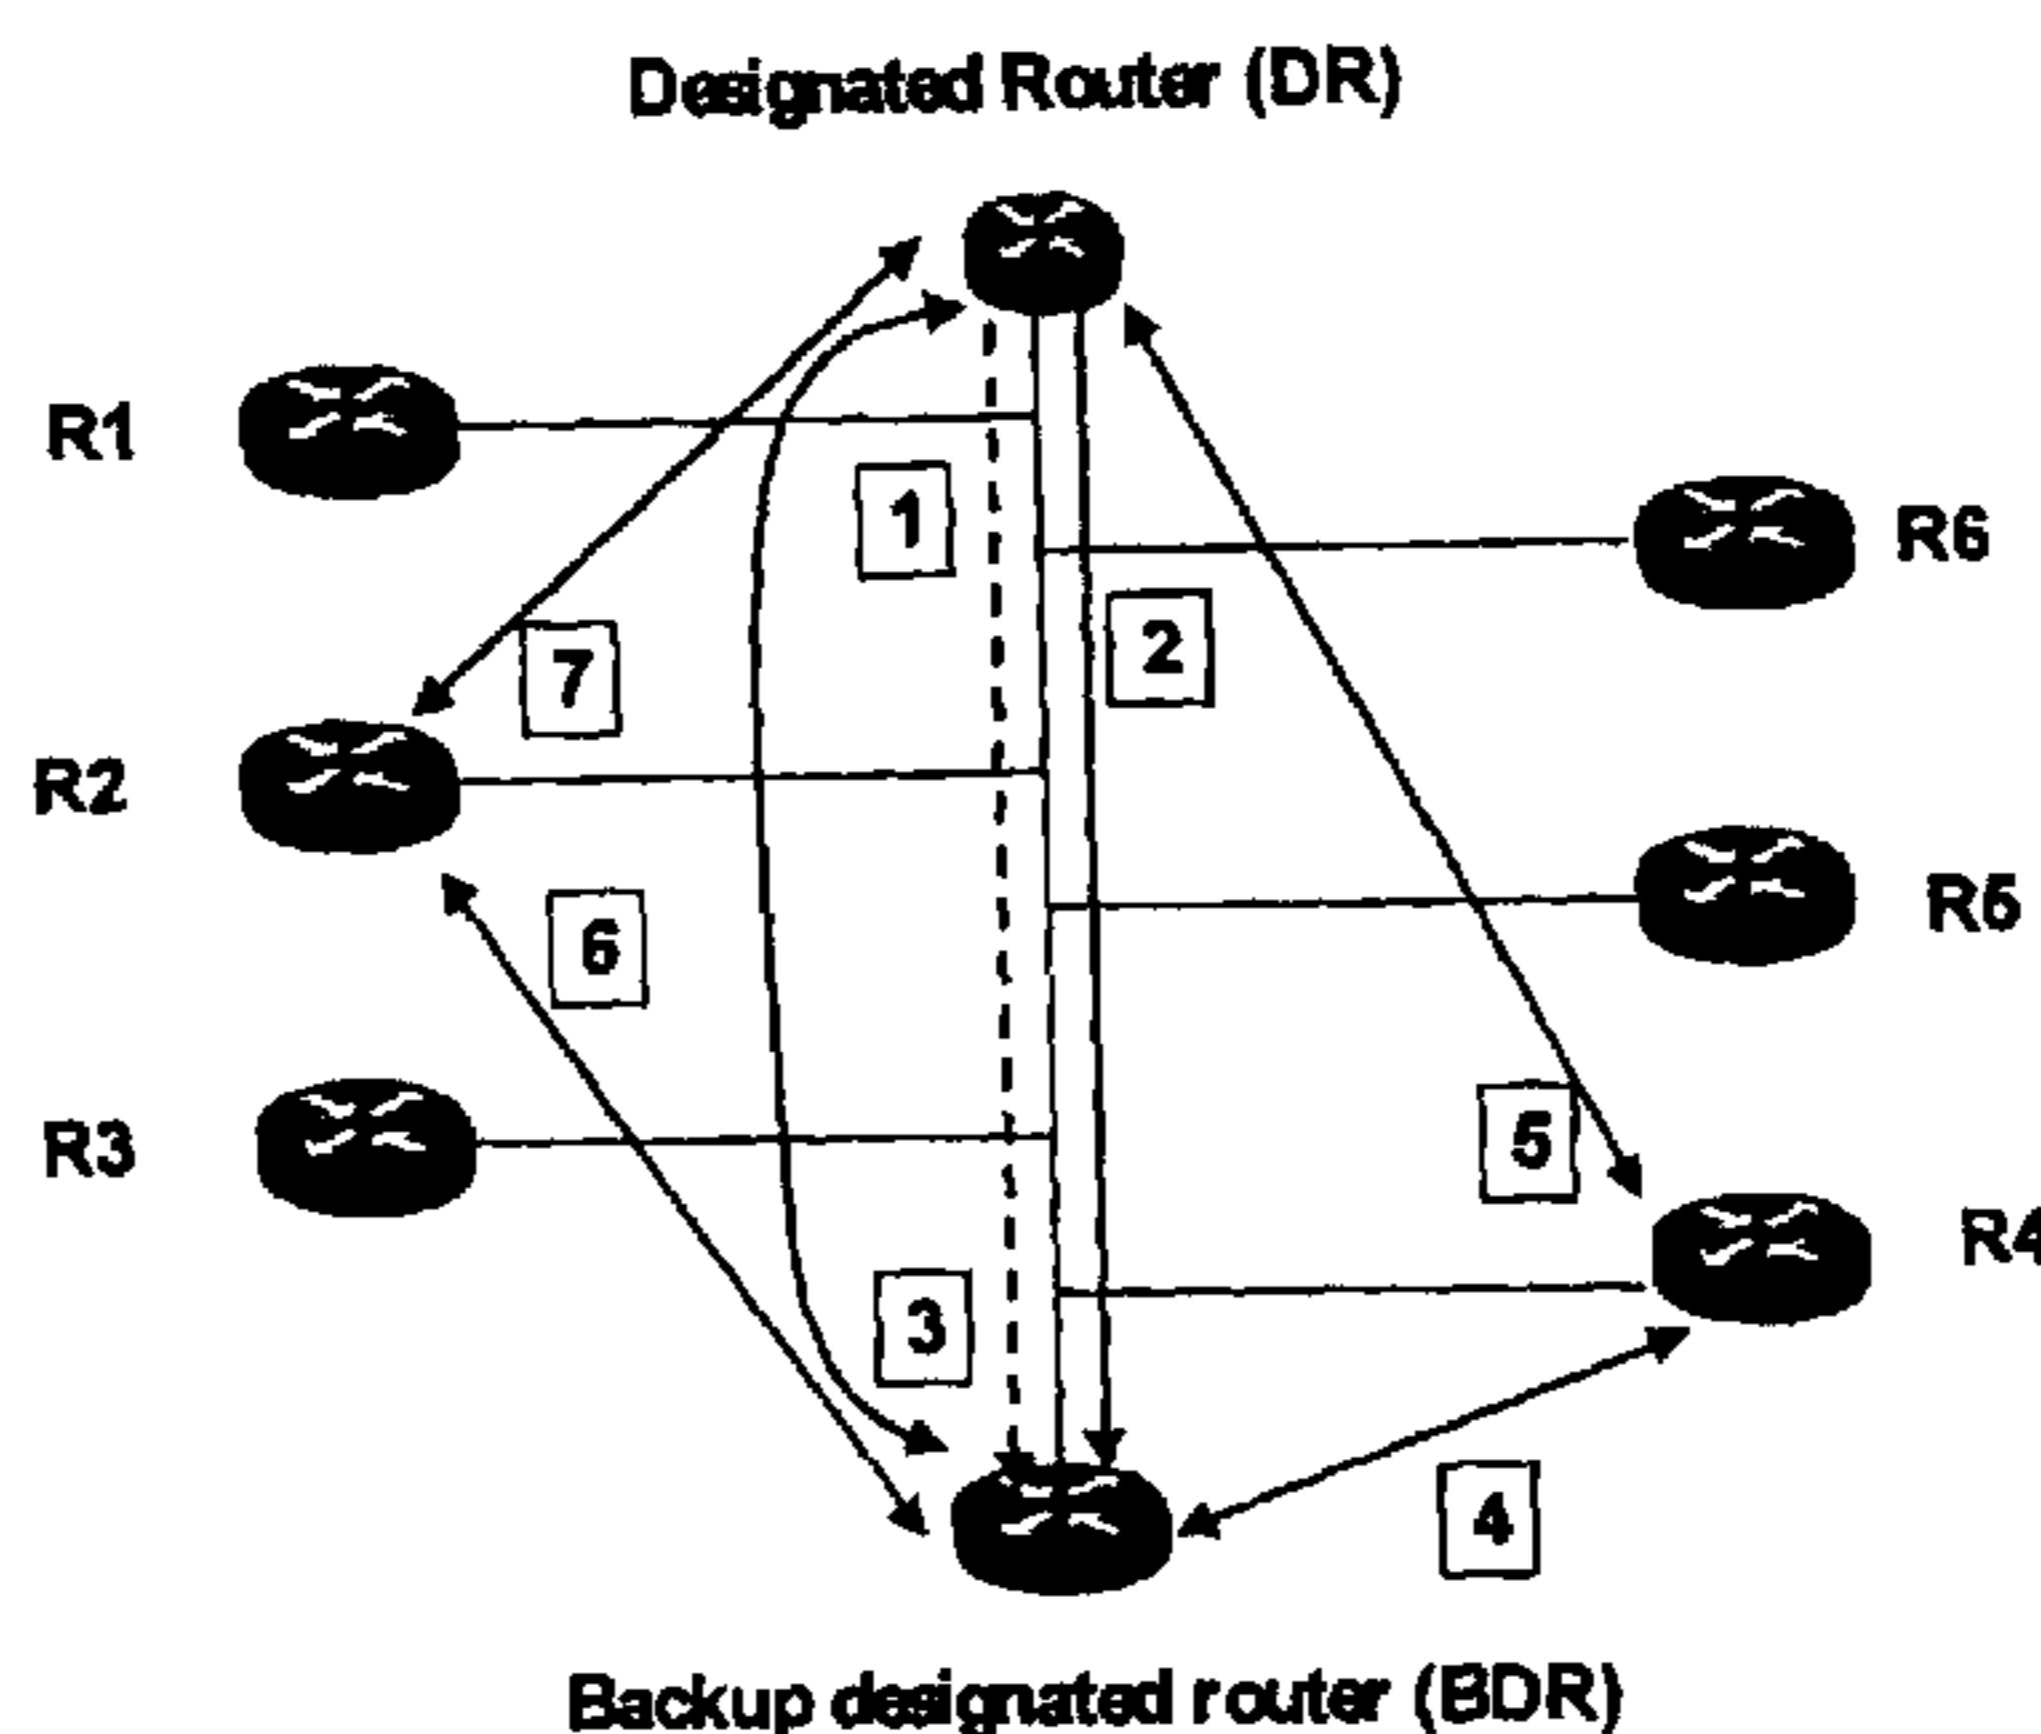 Designated Router (DR)
R1
1
R6
2
7
R2
R5
6
5
R3
R4
3
4
Backup designated router (BDR)